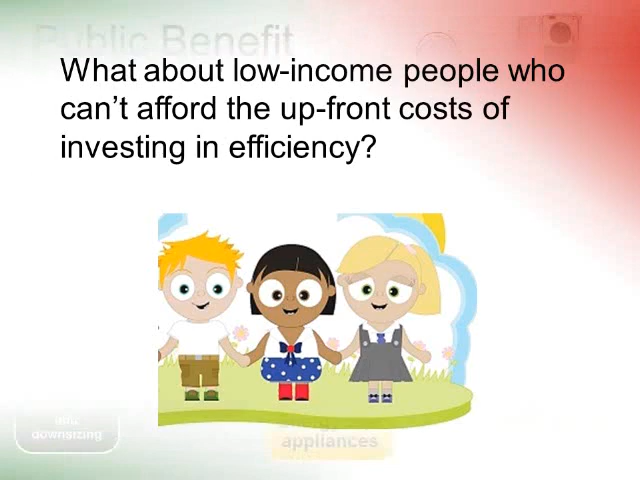 Public Benefit
What about low-income people who
can’t afford the up-front costs of
investing in efficiency?
downsizing
appliances